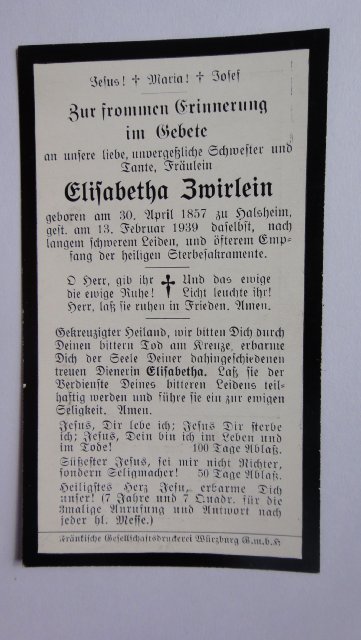 Jesus! † Maria! † Josef
Zur frommen Erinnerung
im Gebete
an unsere liebe, unvergeßliche Schwester und
Tante, Fräulein
Elisabetha Zwirlein
geboren am 30. April 1857 zu Halsheim,
gest. am 13. Februar 1939 daselbst, nach
langem schwerem Leiden, und öfterem Emp-
fang der heiligen Sterbesakramente.
O Herr, gib ihr † Und das ewige
die ewige Ruhe! Licht leuchte ihr!
Herr, laß sie ruhen in Frieden. Amen.
Gekreuzigter Heiland, wir bitten Dich durch
Deinen bittern Tod am Kreuze, erbarme
Dich der Seele Deiner dahingeschiedenen
treuen Dienerin Elisabetha. Laß sie der
Verdienste Deines bitteren Leidens teil-
haftig werden und führe sie ein zur ewigen
Seligkeit. Amen.
Jesus, Dir lebe ich; Jesus Dir sterbe
ich; Jesus, Dein bin ich im Leben und
im Tode! 100 Tage Ablaß.
Süßester Jesus, sei mir nicht Richter,
sondern Seligmacher! 50 Tage Ablaß.
Heiligstes Herz Jesu, erbarme Dich
unser! (7 Jahre und 7 Quadr. für die
3malige Anrufung und Antwort nach
jeder hl. Messe.)
Fränkische Gesellschaftsdruckerei Würzburg G.m.b.H